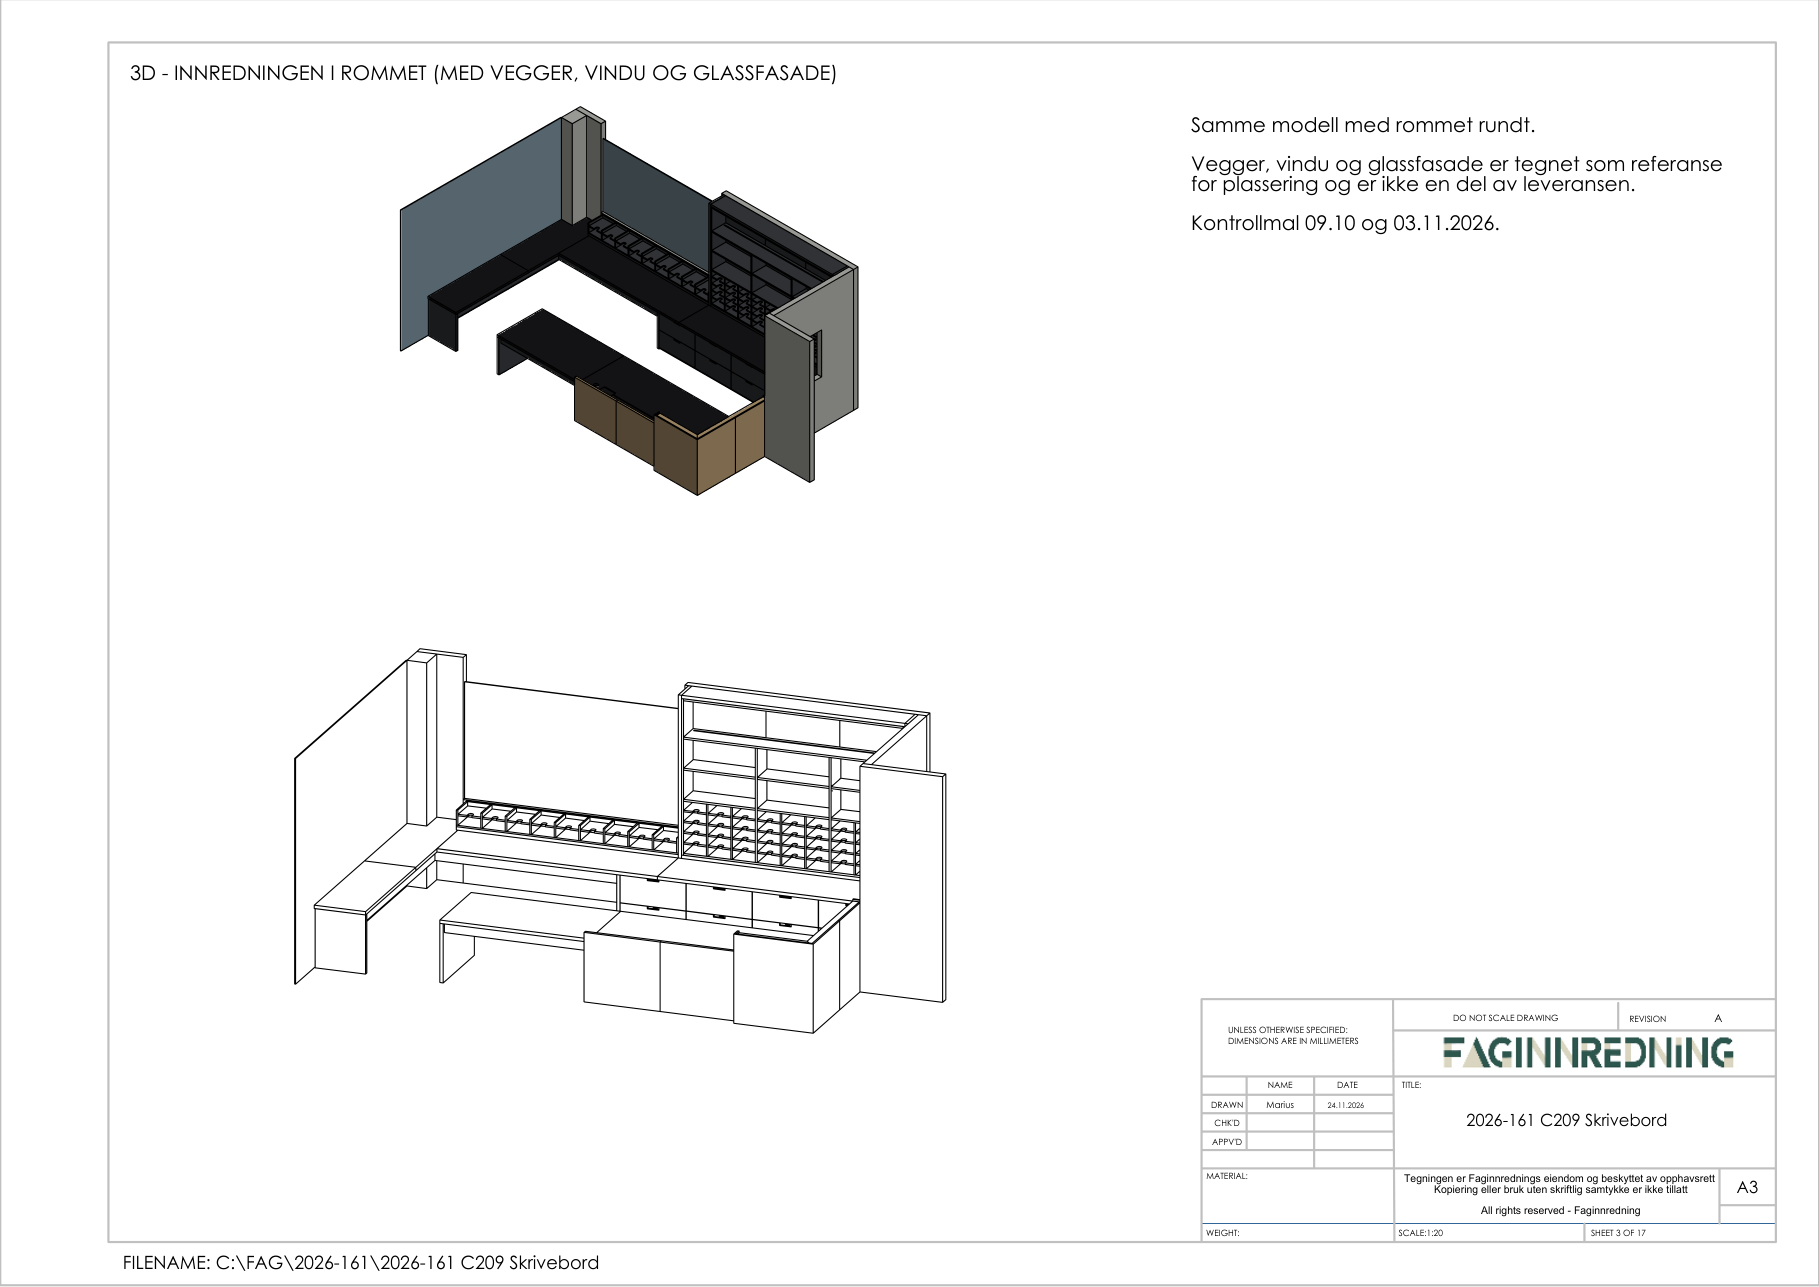 3D - INNREDNINGEN I ROMMET (MED VEGGER, VINDU OG GLASSFASADE)
Samme modell med rommet rundt.
Vegger, vindu og glassfasade er tegnet som referanse
for plassering og er ikke en del av leveransen.
Kontrollmal 09.10 og 03.11.2026.
UNLESS OTHERWISE SPECIFIED:
DIMENSIONS ARE IN MILLIMETERS
DO NOT SCALE DRAWING
REVISION A
FAGINNREDNING
NAME DATE
DRAWN Marius 24.11.2026
CHK'D
APPV'D
TITLE:
2026-161 C209 Skrivebord
MATERIAL:
Tegningen er Faginnrednings eiendom og beskyttet av opphavsrett
Kopiering eller bruk uten skriftlig samtykke er ikke tillatt
All rights reserved - Faginnredning
A3
WEIGHT:
SCALE:1:20
SHEET 3 OF 17
FILENAME: C:\FAG\2026-161\2026-161 C209 Skrivebord